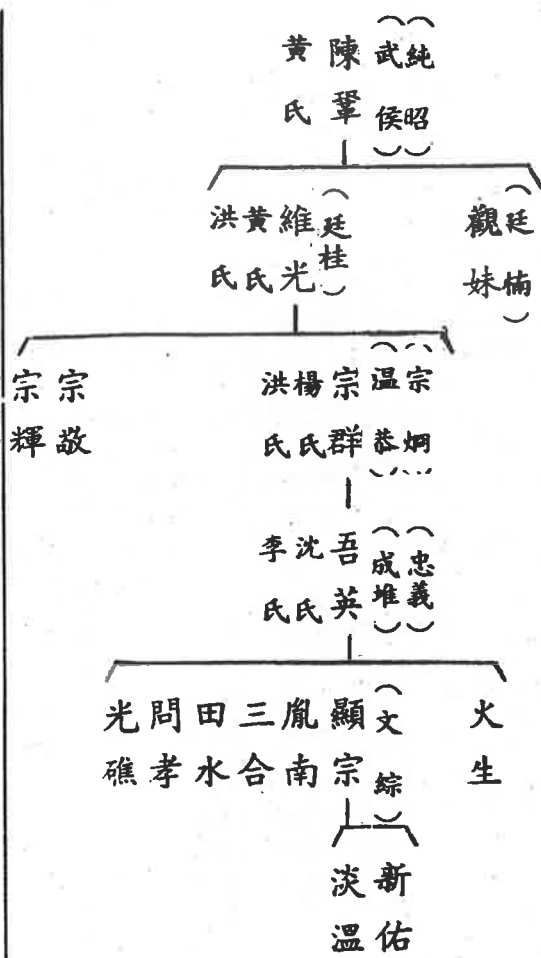 （純昭）
（武侯）
陳鞏
黃氏
（廷楠）
觀妹
（廷桂）
維光
黃氏
洪氏
（宗炯）
（温恭）
宗群
楊氏
洪氏
宗敬
宗輝
（忠義）
（成堆）
吾英
沈氏
李氏
火生
（文綜）
顯宗
胤南
三合
田水
問孝
光礁
新佑
淡溫